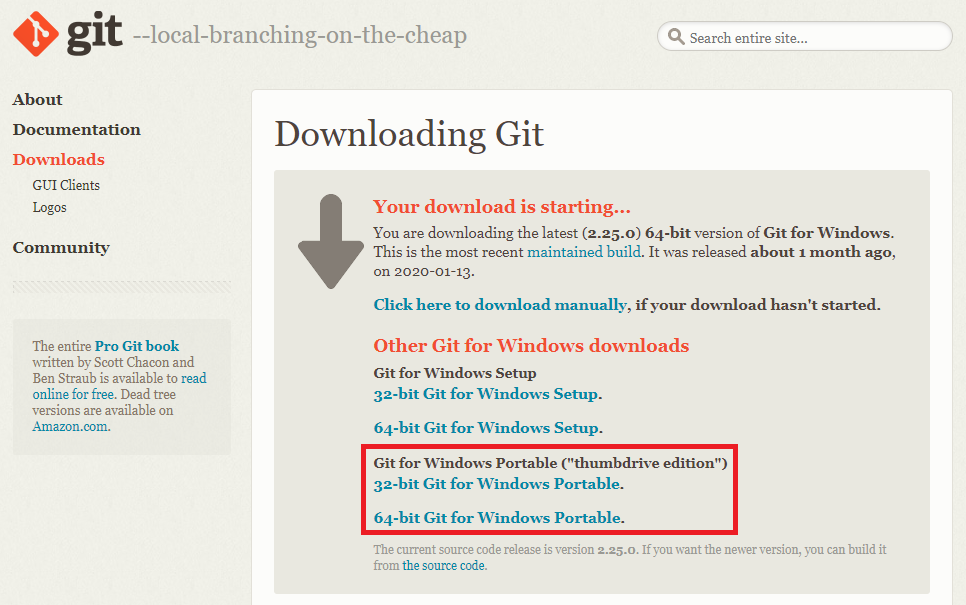 git --local-branching-on-the-cheap
Search entire site...
About
Documentation
Downloads
GUI Clients
Logos
Community
The entire Pro Git book
written by Scott Chacon and
Ben Straub is available to read
online for free. Dead tree
versions are available on
Amazon.com.
Downloading Git
Your download is starting...
You are downloading the latest (2.25.0) 64-bit version of Git for Windows.
This is the most recent maintained build. It was released about 1 month ago,
on 2020-01-13.
Click here to download manually, if your download hasn't started.
Other Git for Windows downloads
Git for Windows Setup
32-bit Git for Windows Setup.
64-bit Git for Windows Setup.
Git for Windows Portable ("thumbdrive edition")
32-bit Git for Windows Portable.
64-bit Git for Windows Portable.
The current source code release is version 2.25.0. If you want the newer version, you can build it
from the source code.